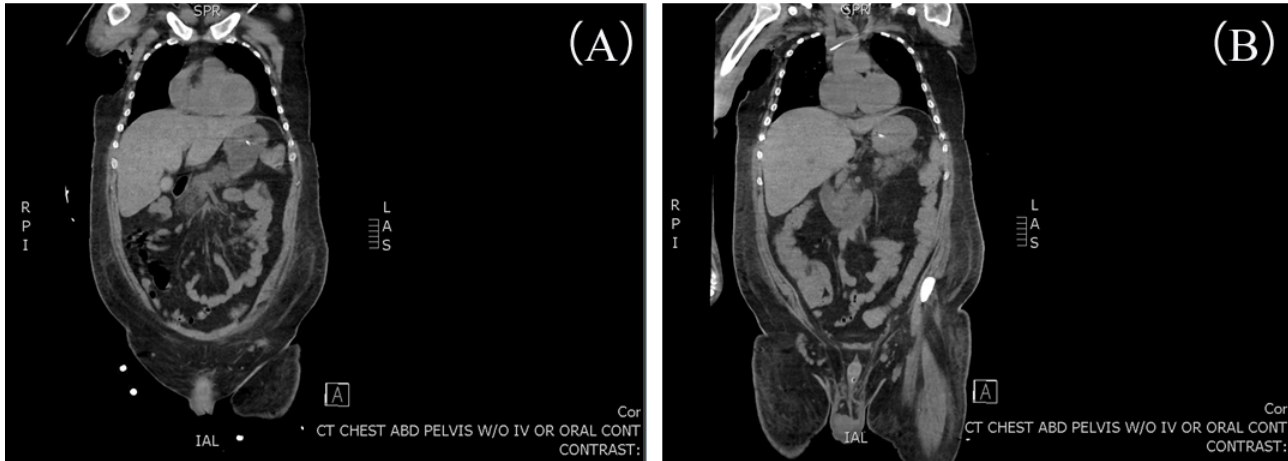 SPR
(A)
R
P
I
L
A
S
A
Cor
CT CHEST ABD PELVIS W/O IV OR ORAL CONT
CONTRAST:
IAL
SPR
(B)
R
P
I
L
A
S
A
Cor
CT CHEST ABD PELVIS W/O IV OR ORAL CONT
CONTRAST:
IAL